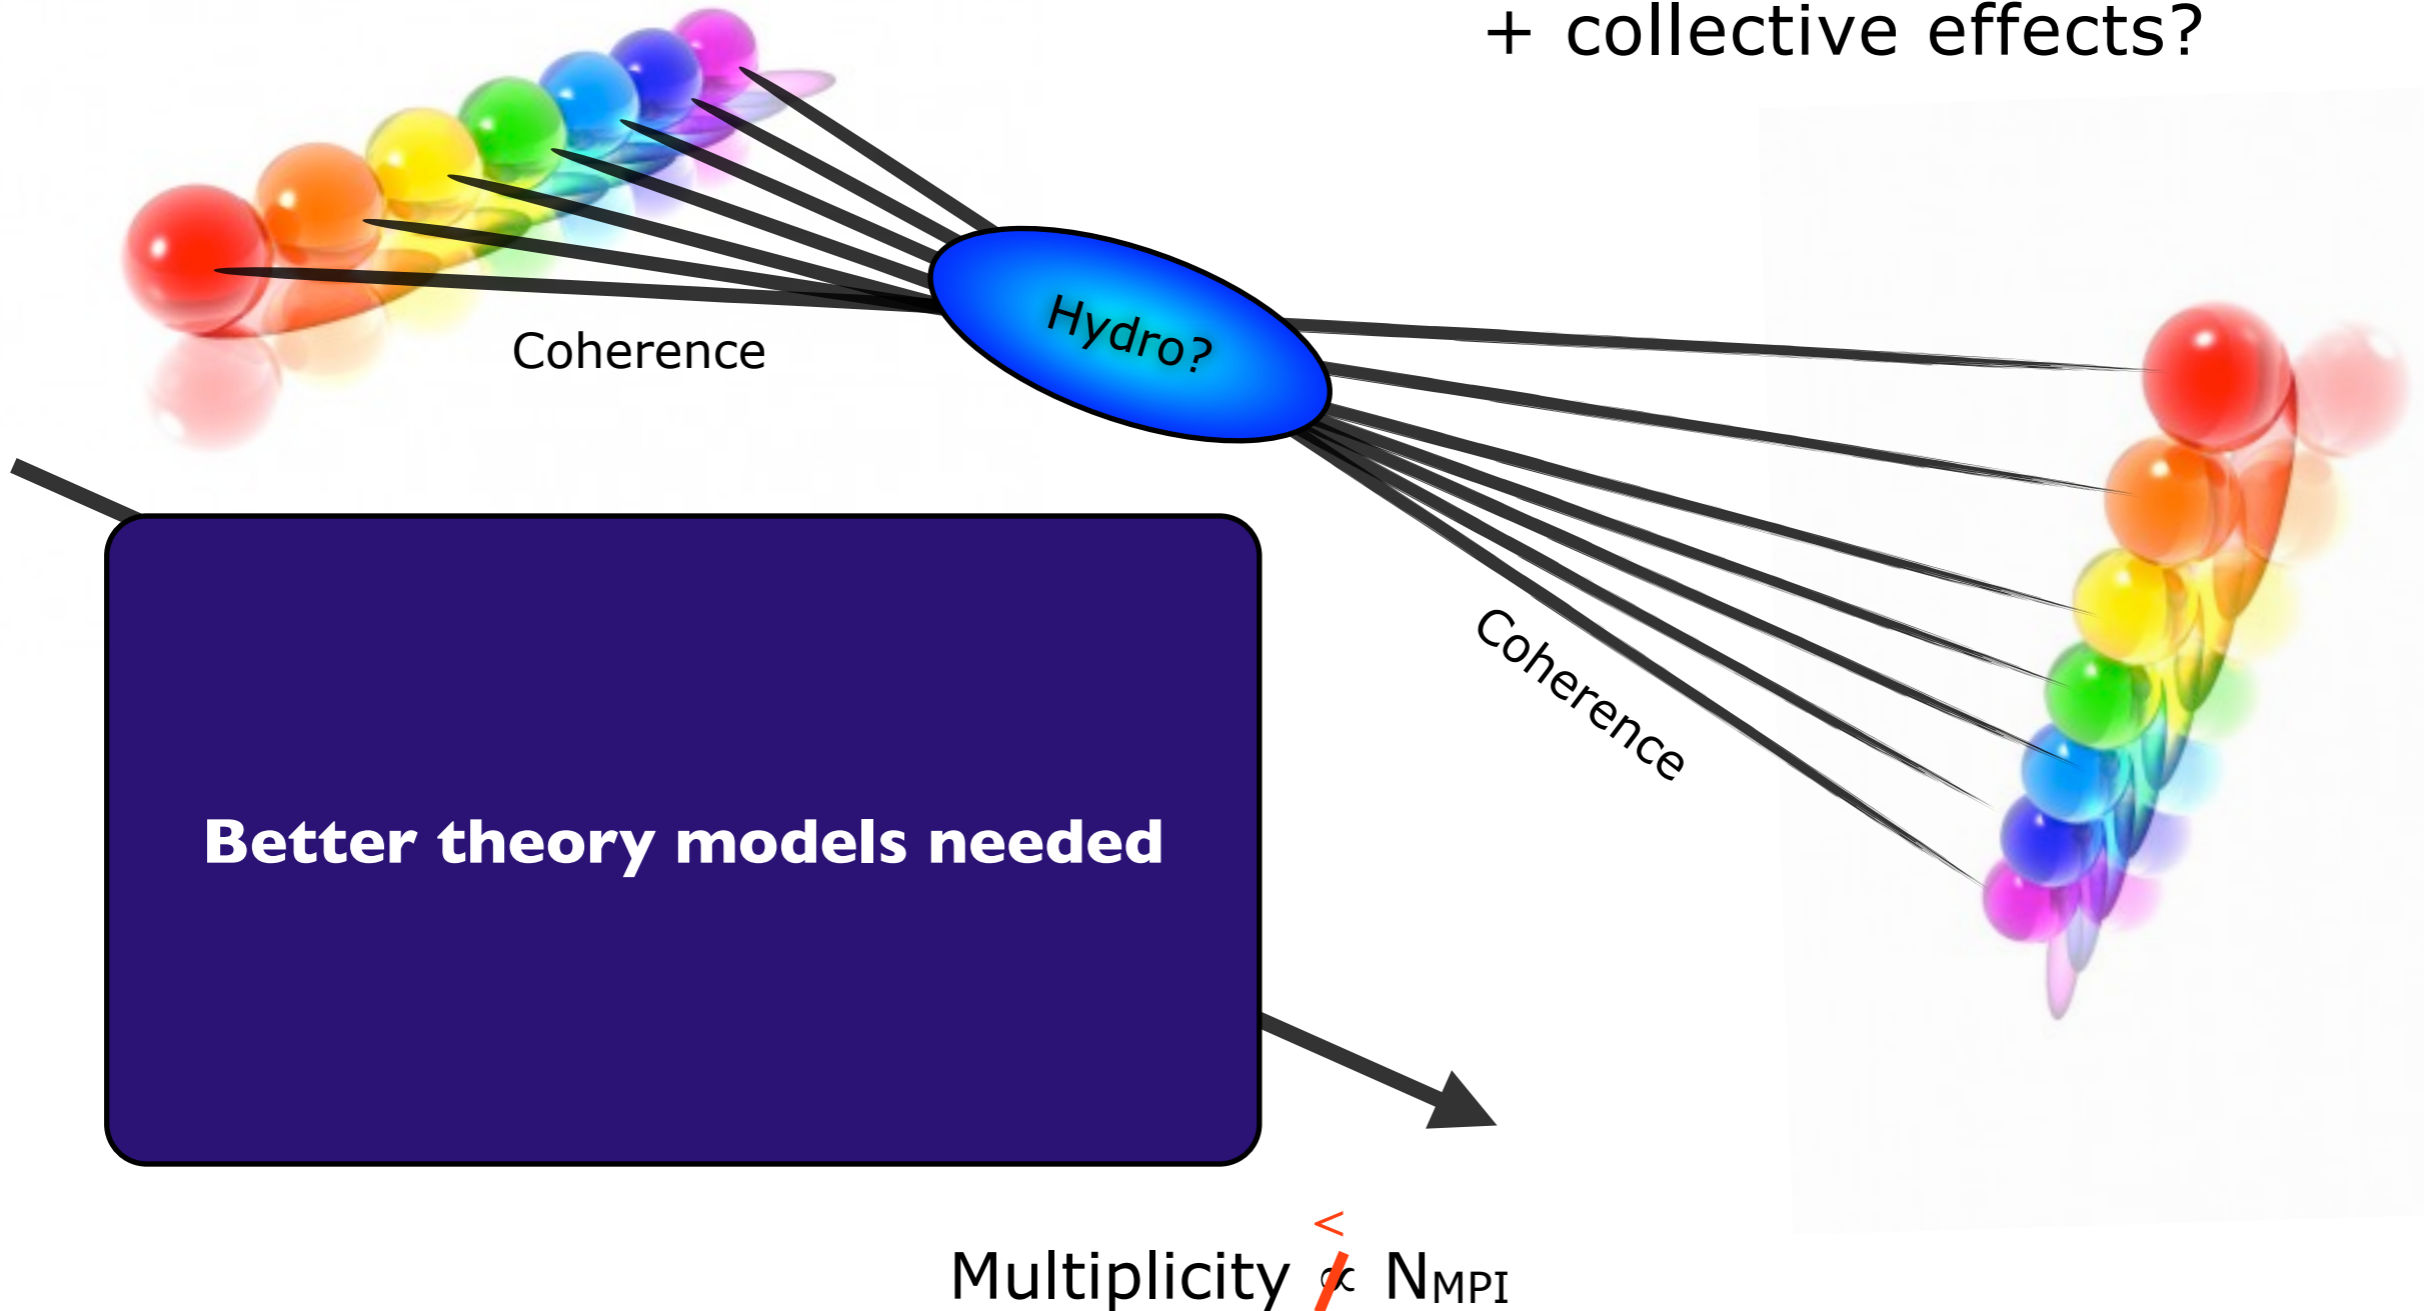 + collective effects?
Hydro?
Coherence
Coherence
Better theory models needed
<
Multiplicity ∝ NMPI